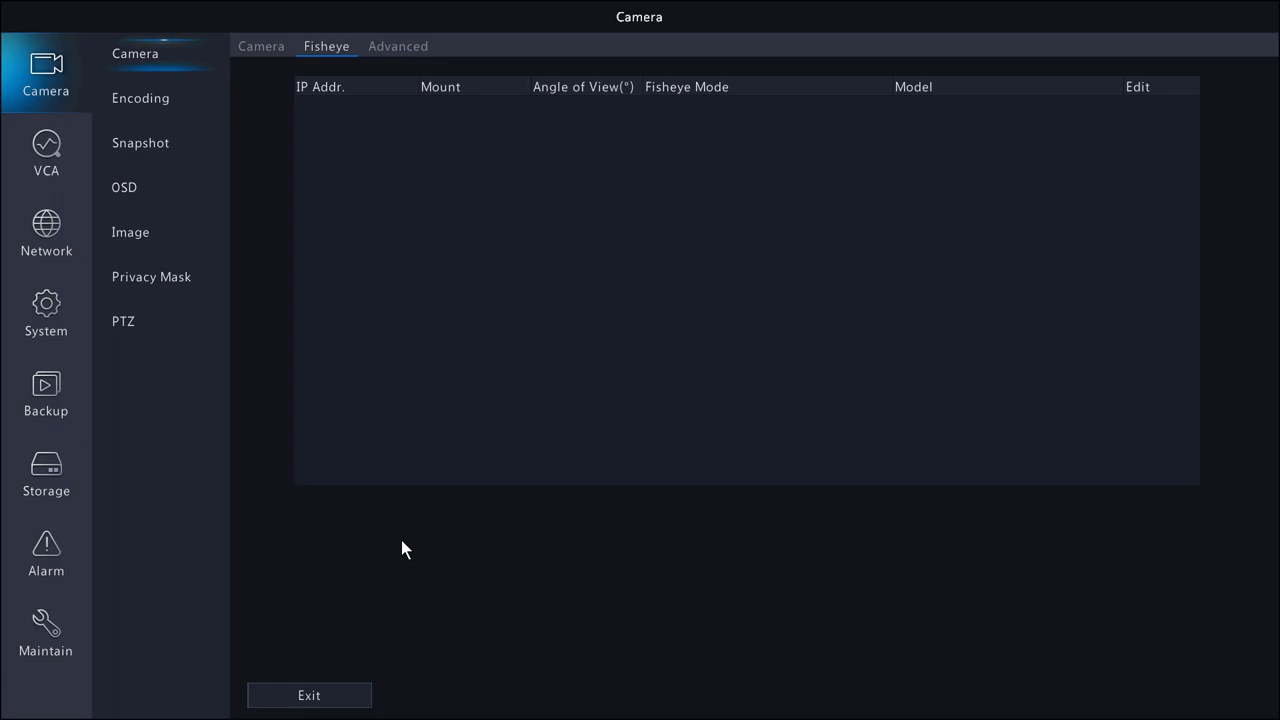 Camera
Camera
VCA
Network
System
Backup
Storage
Alarm
Maintain
Camera
Encoding
Snapshot
OSD
Image
Privacy Mask
PTZ
Camera Fisheye Advanced
IP Addr. Mount Angle of View(°) Fisheye Mode Model Edit
Exit